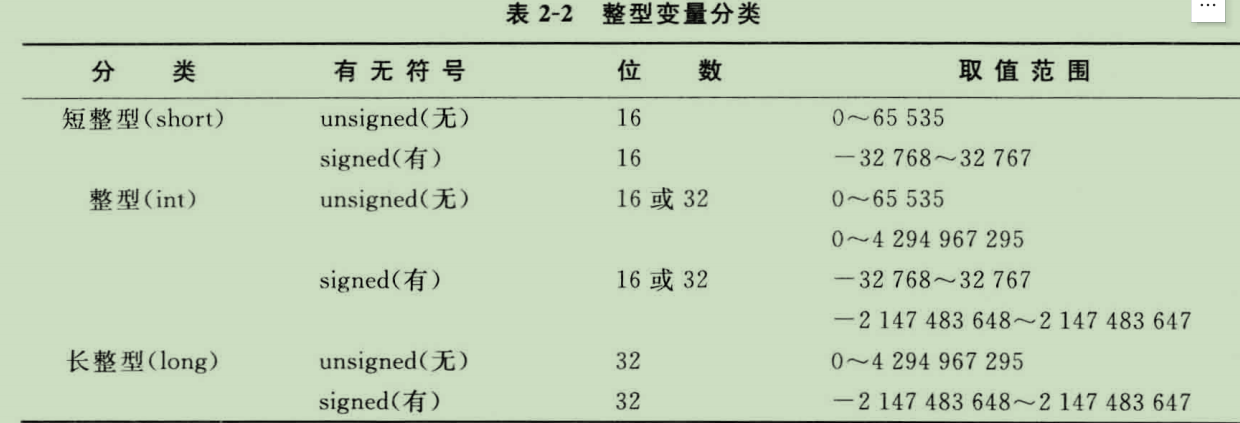 表 2-2 整型变量分类
分 类 有 无 符 号 位 数 取 值 范 围
短整型(short) unsigned(无) 16 0～65 535
signed(有) 16 －32 768～32 767
整型(int) unsigned(无) 16 或 32 0～65 535
0～4 294 967 295
signed(有) 16 或 32 －32 768～32 767
－2 147 483 648～2 147 483 647
长整型(long) unsigned(无) 32 0～4 294 967 295
signed(有) 32 －2 147 483 648～2 147 483 647